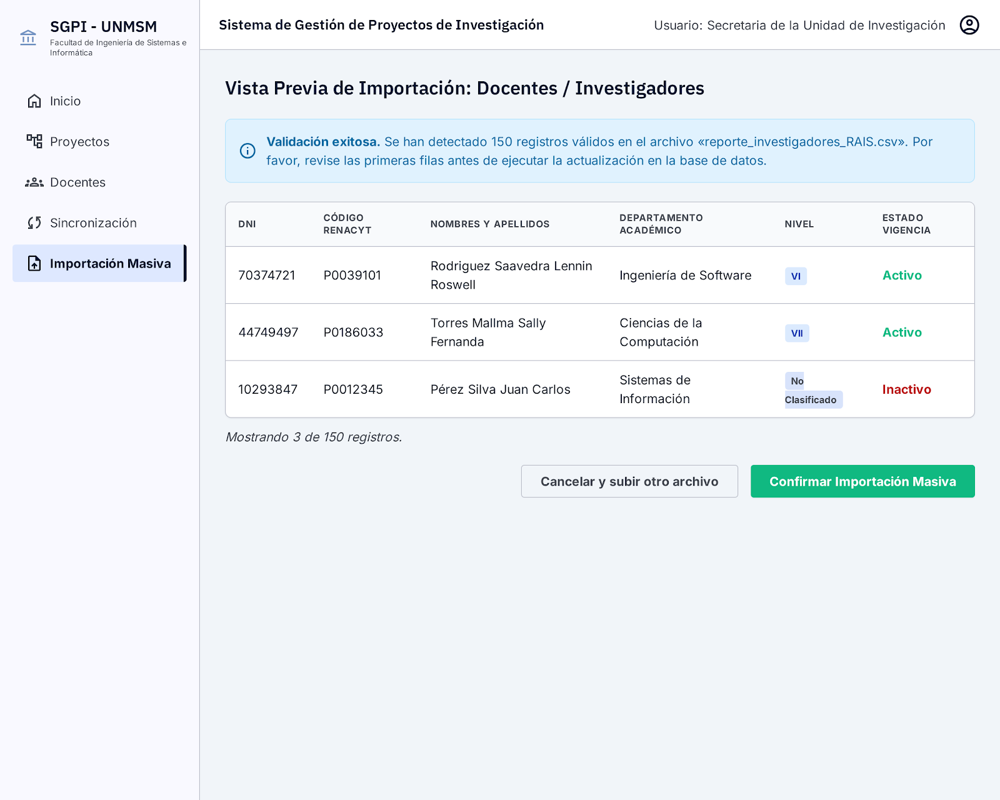 SGPI - UNMSM
Facultad de Ingeniería de Sistemas e
Informática
Inicio
Proyectos
Docentes
Sincronización
Importación Masiva
Sistema de Gestión de Proyectos de Investigación
Usuario: Secretaria de la Unidad de Investigación
Vista Previa de Importación: Docentes / Investigadores
Validación exitosa. Se han detectado 150 registros válidos en el archivo «reporte_investigadores_RAIS.csv». Por
favor, revise las primeras filas antes de ejecutar la actualización en la base de datos.
DNI
CÓDIGO
RENACYT
NOMBRES Y APELLIDOS
DEPARTAMENTO
ACADÉMICO
NIVEL
ESTADO
VIGENCIA
70374721
P0039101
Rodriguez Saavedra Lennin
Roswell
Ingeniería de Software
VI
Activo
44749497
P0186033
Torres Mallma Sally
Fernanda
Ciencias de la
Computación
VII
Activo
10293847
P0012345
Pérez Silva Juan Carlos
Sistemas de
Información
No
Clasificado
Inactivo
Mostrando 3 de 150 registros.
Cancelar y subir otro archivo
Confirmar Importación Masiva